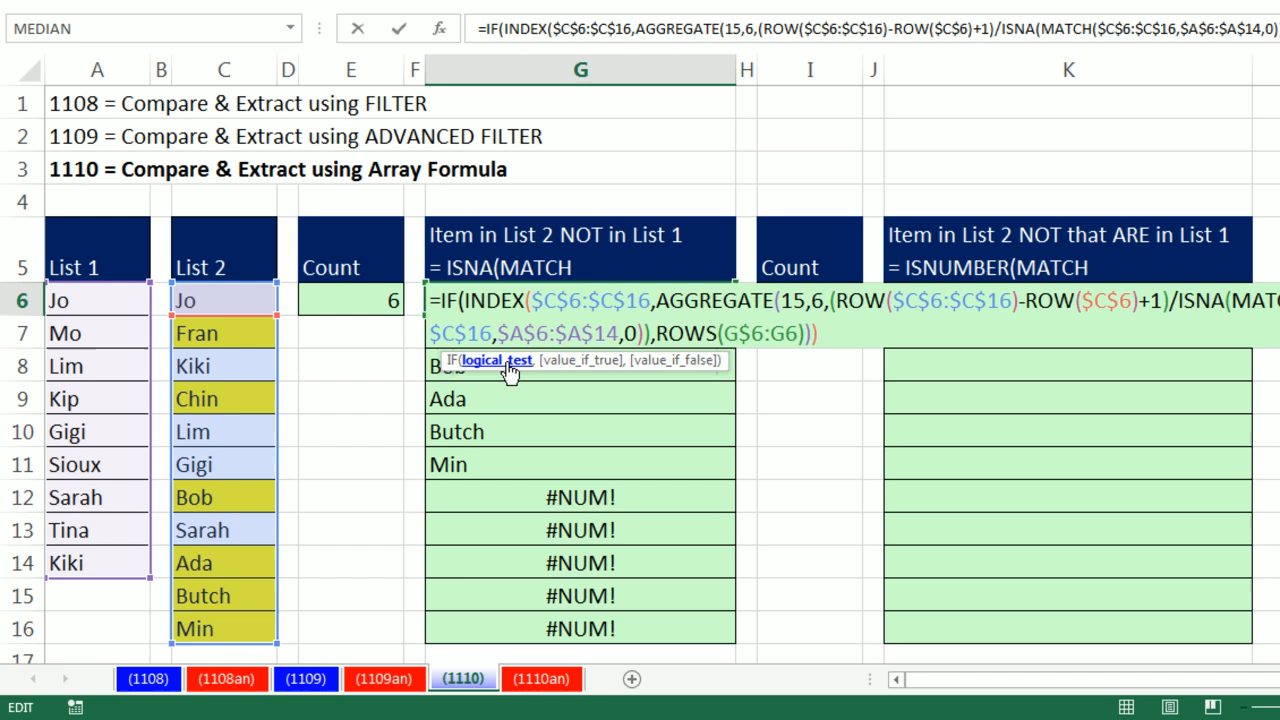 MEDIAN
=IF(INDEX($C$6:$C$16,AGGREGATE(15,6,(ROW($C$6:$C$16)-ROW($C$6)+1)/ISNA(MATCH($C$6:$C$16,$A$6:$A$14,0)
A B C D E F G H I J K
1 1108 = Compare & Extract using FILTER
2 1109 = Compare & Extract using ADVANCED FILTER
3 1110 = Compare & Extract using Array Formula
4
Item in List 2 NOT in List 1 Item in List 2 NOT that ARE in List 1
5 List 1 List 2 Count = ISNA(MATCH Count = ISNUMBER(MATCH
6 Jo Jo 6 =IF(INDEX($C$6:$C$16,AGGREGATE(15,6,(ROW($C$6:$C$16)-ROW($C$6)+1)/ISNA(MATC
7 Mo Fran $C$16,$A$6:$A$14,0)),ROWS(G$6:G6)))
IF(logical_test, [value_if_true], [value_if_false])
8 Lim Kiki Bob
9 Kip Chin Ada
10 Gigi Lim Butch
11 Sioux Gigi Min
12 Sarah Bob #NUM!
13 Tina Sarah #NUM!
14 Kiki Ada #NUM!
15 Butch #NUM!
16 Min #NUM!
17
(1108) (1108an) (1109) (1109an) (1110) (1110an)
EDIT